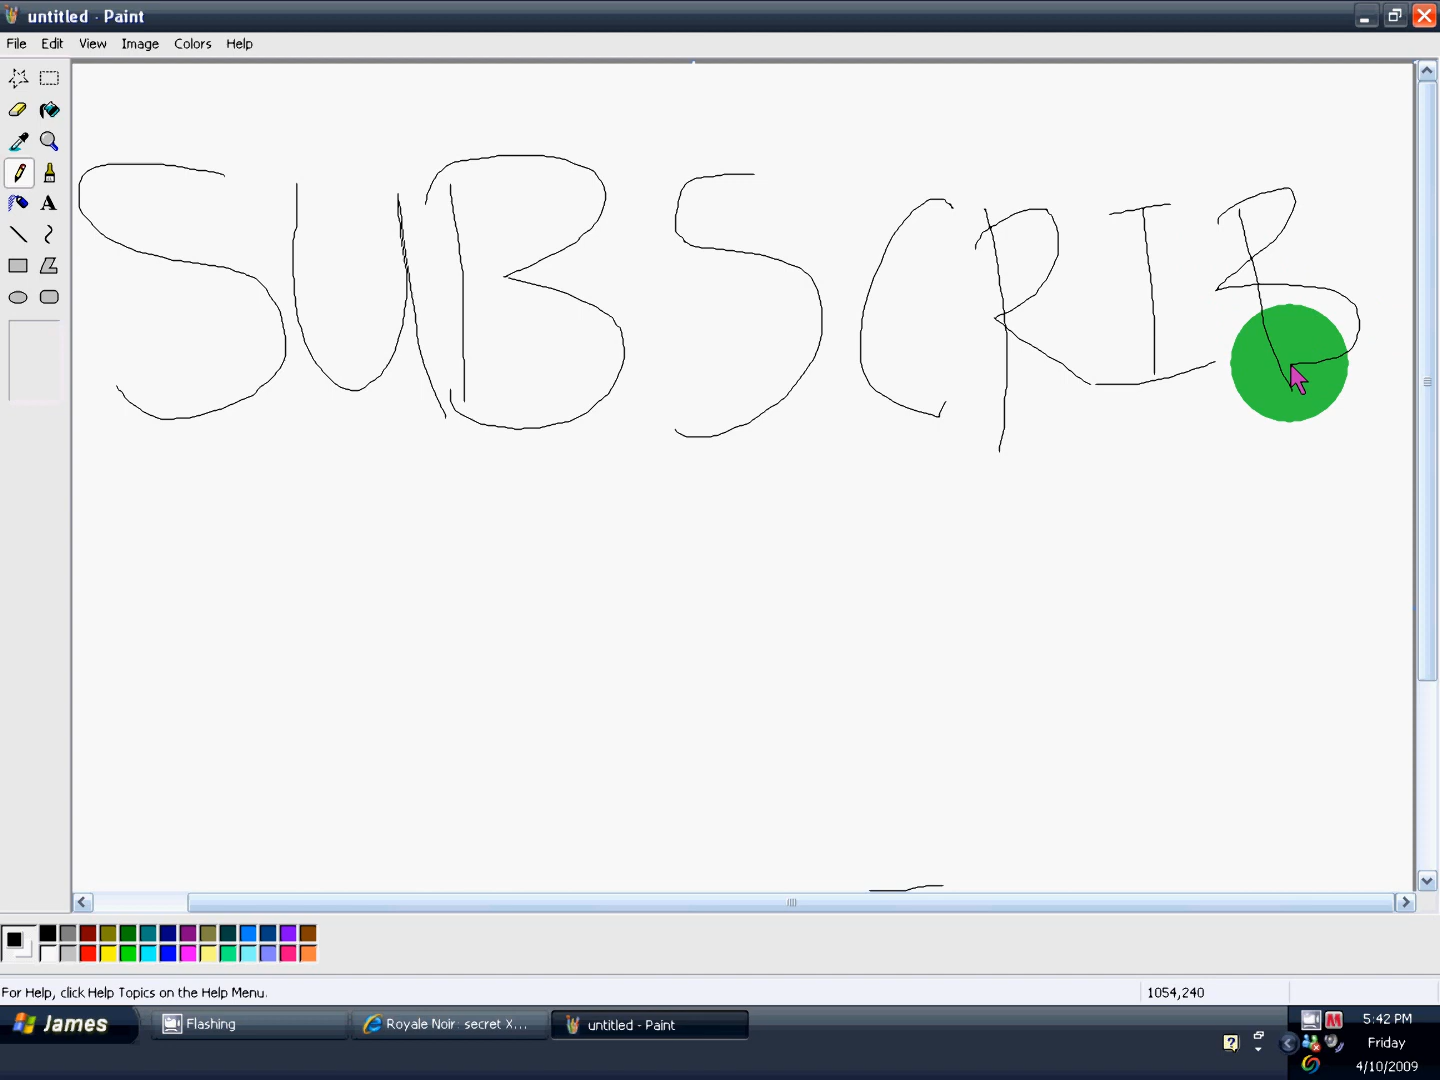 untitled - Paint
File Edit View Image Colors Help
SUBSCRIB
For Help, click Help Topics on the Help Menu.
1054,240
James
Flashing
Royale Noir: secret X...
untitled - Paint
5:42 PM
Friday
4/10/2009